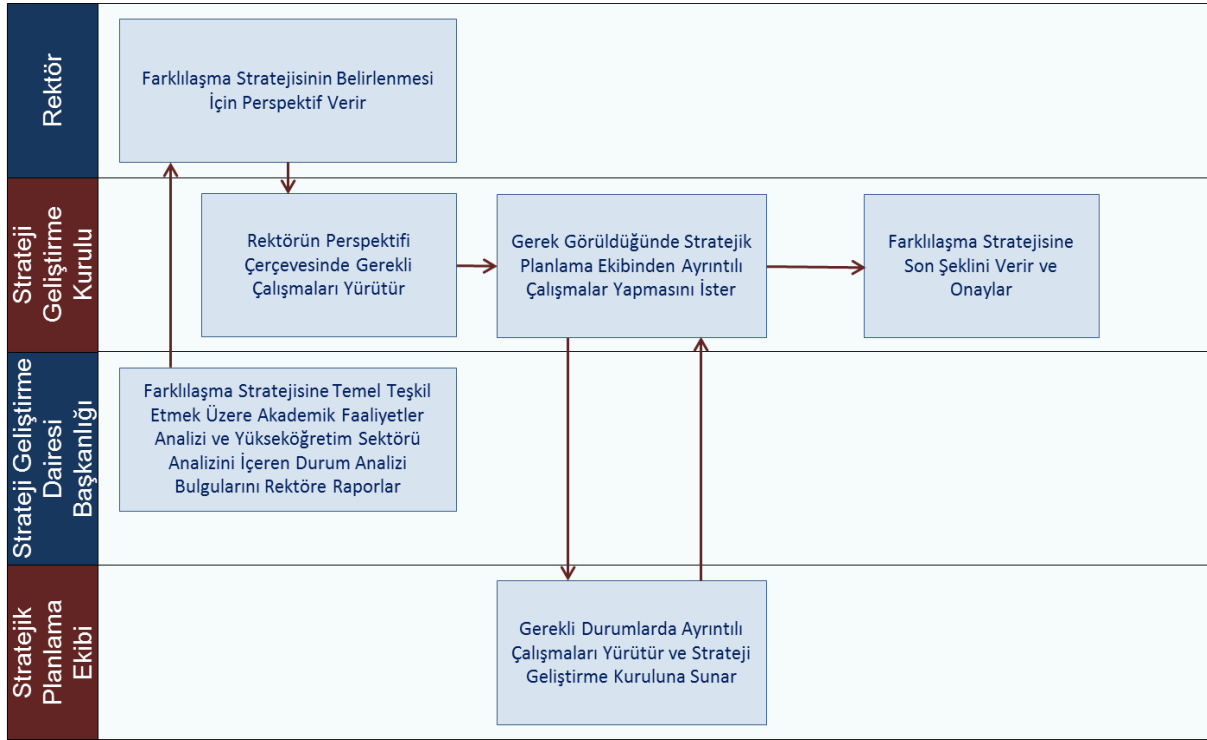 Rektör
Farklılaşma Stratejisinin Belirlenmesi
İçin Perspektif Verir
Strateji
Geliştirme
Kurulu
Rektörün Perspektifi
Çerçevesinde Gerekli
Çalışmaları Yürütür
Gerek Görüldüğünde Stratejik
Planlama Ekibinden Ayrıntılı
Çalışmalar Yapmasını İster
Farklılaşma Stratejisine
Son Şeklini Verir ve
Onaylar
Strateji Geliştirme
Dairesi
Başkanlığı
Farklılaşma Stratejisine Temel Teşkil
Etmek Üzere Akademik Faaliyetler
Analizi ve Yükseköğretim Sektörü
Analizini İçeren Durum Analizi
Bulgularını Rektöre Raporlar
Stratejik
Planlama
Ekibi
Gerekli Durumlarda Ayrıntılı
Çalışmaları Yürütür ve Strateji
Geliştirme Kuruluna Sunar